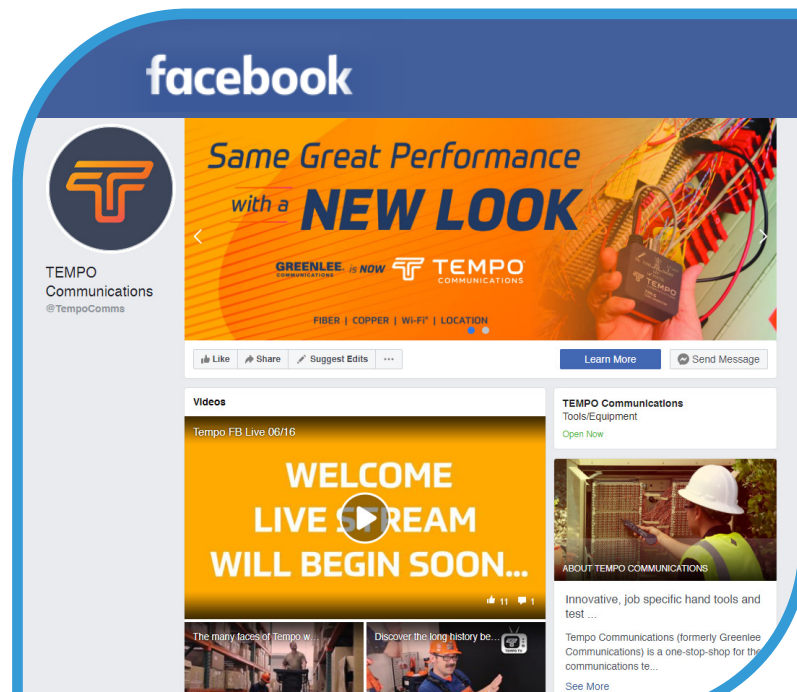 facebook
Same Great Performance
with a NEW LOOK
GREENLEE is NOW TEMPO
COMMUNICATIONS COMMUNICATIONS
FIBER | COPPER | Wi-Fi® | LOCATION
TEMPO
TEMPO
Communications
@TempoComms
Like Share Suggest Edits ... Learn More Send Message
Videos
Tempo FB Live 06/16
WELCOME
LIVE STREAM
WILL BEGIN SOON...
11 1
The many faces of Tempo w...
Discover the long history be...
TEMPO TV
TEMPO Communications
Tools/Equipment
Open Now
ABOUT TEMPO COMMUNICATIONS
Innovative, job specific hand tools and
test ...
Tempo Communications (formerly Greenlee
Communications) is a one-stop-shop for the
communications te...
See More